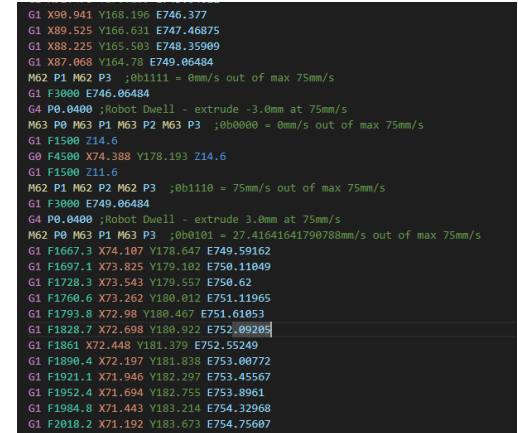 G1 X90.941 Y168.196 E746.377
G1 X89.525 Y166.631 E747.46875
G1 X88.225 Y165.503 E748.35909
G1 X87.068 Y164.78 E749.06484
M62 P1 M62 P3 ;0b1111 = 0mm/s out of max 75mm/s
G1 F3000 E746.06484
G4 P0.0400 ;Robot Dwell - extrude -3.0mm at 75mm/s
M63 P0 M63 P1 M63 P2 M63 P3 ;0b0000 = 0mm/s out of max 75mm/s
G1 F1500 Z14.6
G0 F4500 X74.388 Y178.193 Z14.6
G1 F1500 Z11.6
M62 P1 M62 P2 M62 P3 ;0b1110 = 75mm/s out of max 75mm/s
G1 F3000 E749.06484
G4 P0.0400 ;Robot Dwell - extrude 3.0mm at 75mm/s
M62 P0 M63 P1 M63 P3 ;0b0101 = 27.41641641790788mm/s out of max 75mm/s
G1 F1667.3 X74.107 Y178.647 E749.59162
G1 F1697.1 X73.825 Y179.102 E750.11049
G1 F1728.3 X73.543 Y179.557 E750.62
G1 F1760.6 X73.262 Y180.012 E751.11965
G1 F1793.8 X72.98 Y180.467 E751.61053
G1 F1828.7 X72.698 Y180.922 E752.09205
G1 F1861 X72.448 Y181.379 E752.55249
G1 F1890.4 X72.197 Y181.838 E753.00772
G1 F1921.1 X71.946 Y182.297 E753.45567
G1 F1952.4 X71.694 Y182.755 E753.8961
G1 F1984.8 X71.443 Y183.214 E754.32968
G1 F2018.2 X71.192 Y183.673 E754.75607